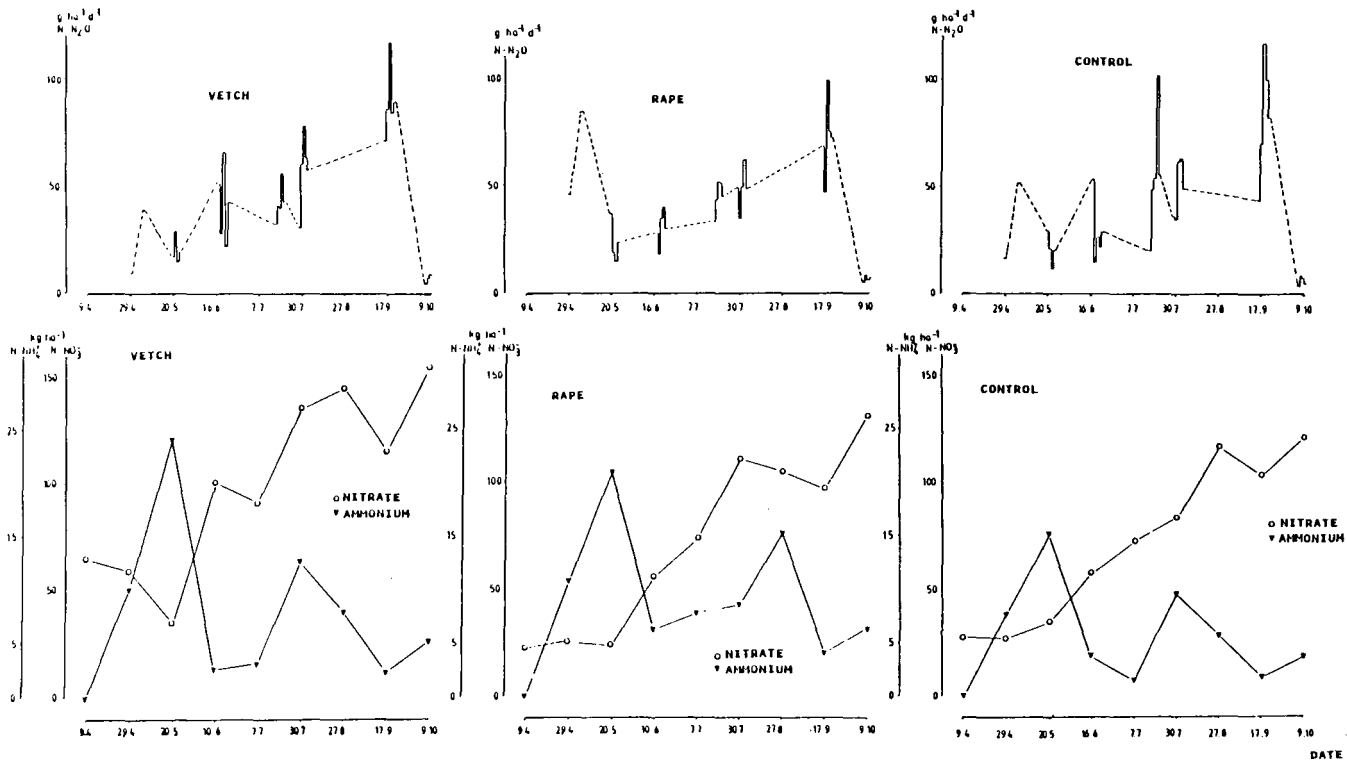 g ha⁻¹ d⁻¹
N-N₂O
VETCH
100
50
0
9.4 29.4 20.5 16.6 7.7 30.7 27.8 17.9 9.10
g ha⁻¹ d⁻¹
N-N₂O
RAPE
100
50
0
9.4 29.4 20.5 16.6 7.7 30.7 27.8 17.9 9.10
g ha⁻¹ d⁻¹
N-N₂O
CONTROL
100
50
0
9.4 29.4 20.5 16.6 7.7 30.7 27.8 17.9 9.10
kg ha⁻¹
N-NH₄⁺ N-NO₃⁻
VETCH
150
25
100
15
50
5
0 0
NITRATE
AMMONIUM
9.4 29.4 20.5 10.6 7.7 30.7 27.8 17.9 9.10
kg ha⁻¹
N-NH₄⁺ N-NO₃⁻
RAPE
150
25
100
15
50
5
0 0
NITRATE
AMMONIUM
9.4 29.4 20.5 10.6 7.7 30.7 27.8 17.9 9.10
kg ha⁻¹
N-NH₄⁺ N-NO₃⁻
CONTROL
150
25
100
15
50
5
0 0
NITRATE
AMMONIUM
9.4 29.4 20.5 16.6 7.7 30.7 27.8 17.9 9.10
DATE